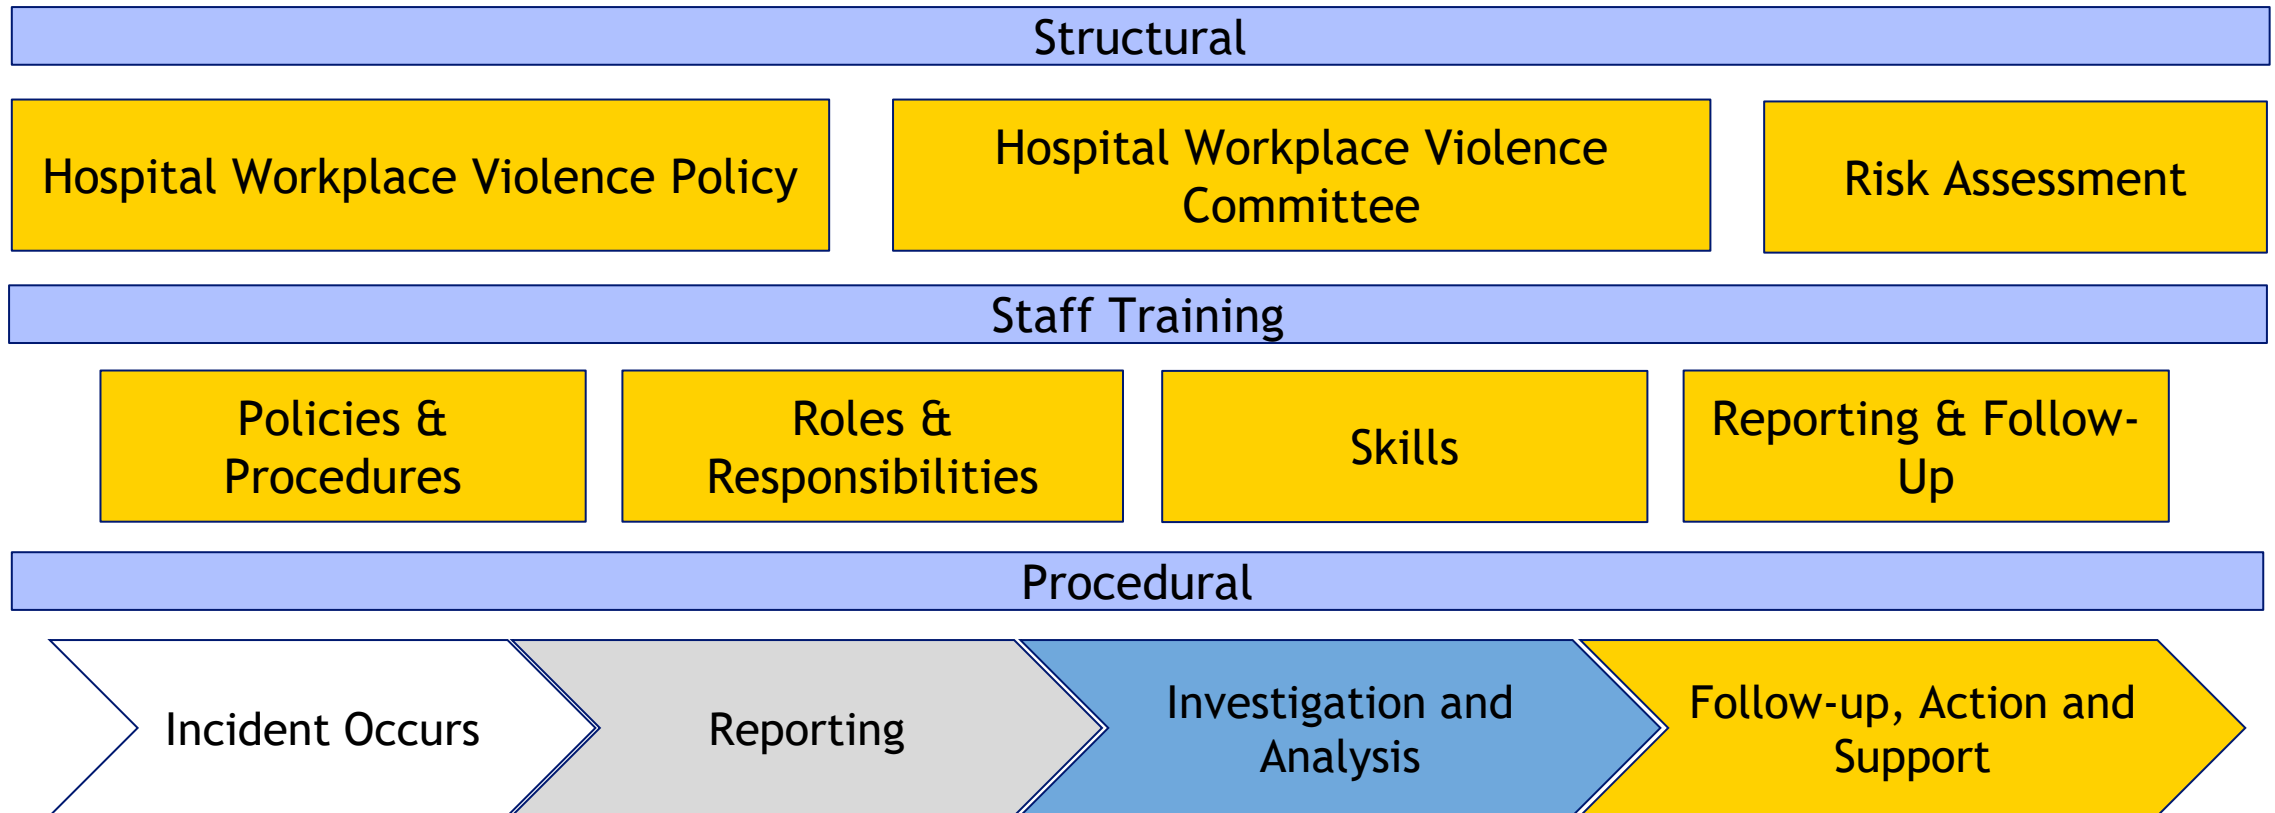 Structural
Hospital Workplace Violence Policy
Hospital Workplace Violence
Committee
Risk Assessment
Staff Training
Policies &
Procedures
Roles &
Responsibilities
Skills
Reporting & Follow-
Up
Procedural
Incident Occurs
Reporting
Investigation and
Analysis
Follow-up, Action and
Support